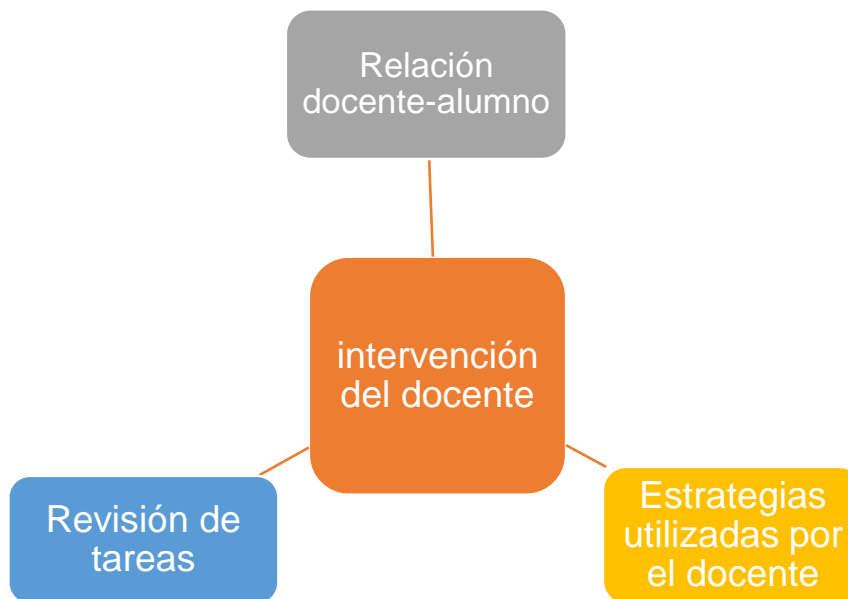 Relación
docente-alumno
intervención
del docente
Revisión de
tareas
Estrategias
utilizadas por
el docente